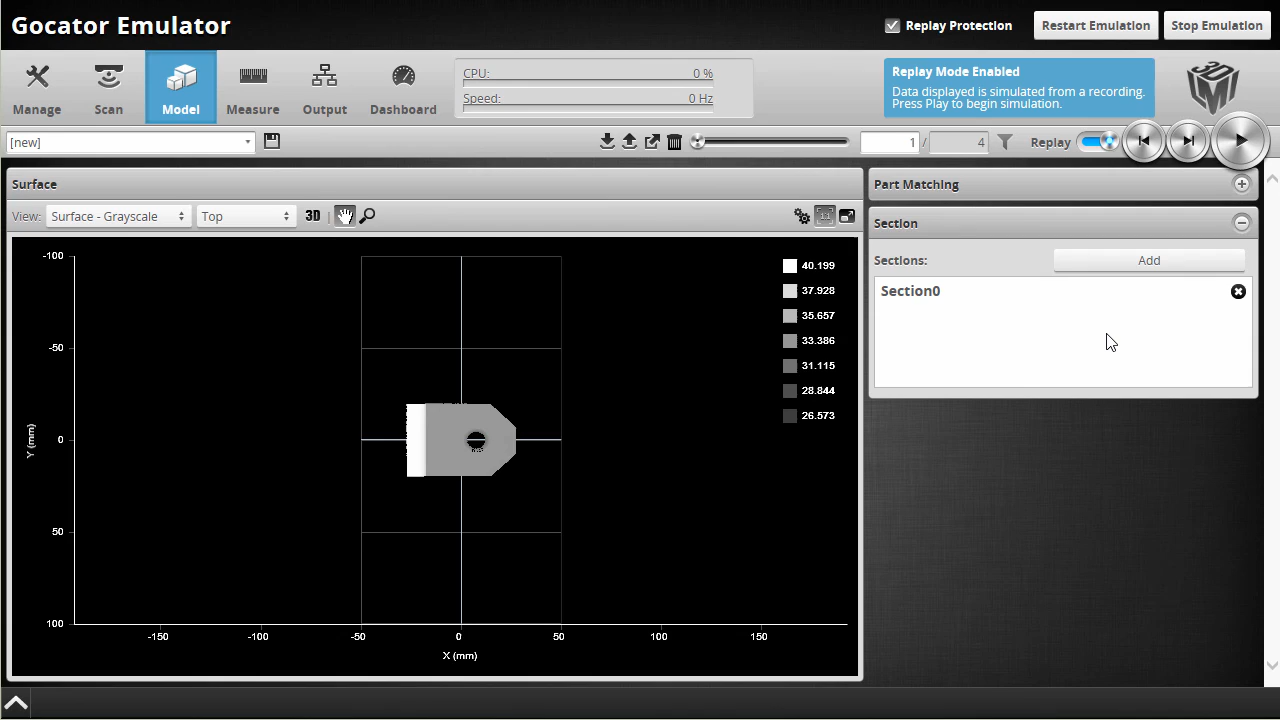 Gocator Emulator
Replay Protection
Restart Emulation
Stop Emulation
Manage
Scan
Model
Measure
Output
Dashboard
CPU: 0 %
Speed: 0 Hz
Replay Mode Enabled
Data displayed is simulated from a recording.
Press Play to begin simulation.
3D
M
[new]
1 / 4
Replay
Surface
View: Surface - Grayscale Top 3D
1:1
-100
-50
0
50
100
Y (mm)
-150 -100 -50 0 50 100 150
X (mm)
40.199
37.928
35.657
33.386
31.115
28.844
26.573
Part Matching
Section
Sections: Add
Section0